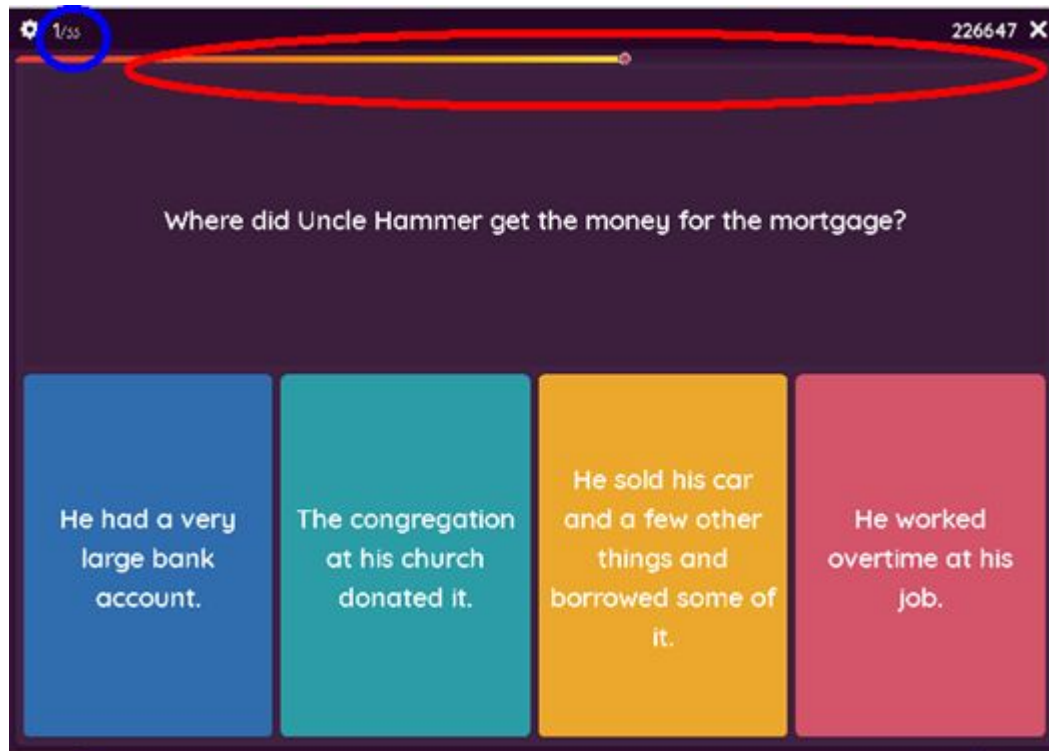 1/55
226647
Where did Uncle Hammer get the money for the mortgage?
He had a very
large bank
account.
The congregation
at his church
donated it.
He sold his car
and a few other
things and
borrowed some of
it.
He worked
overtime at his
job.